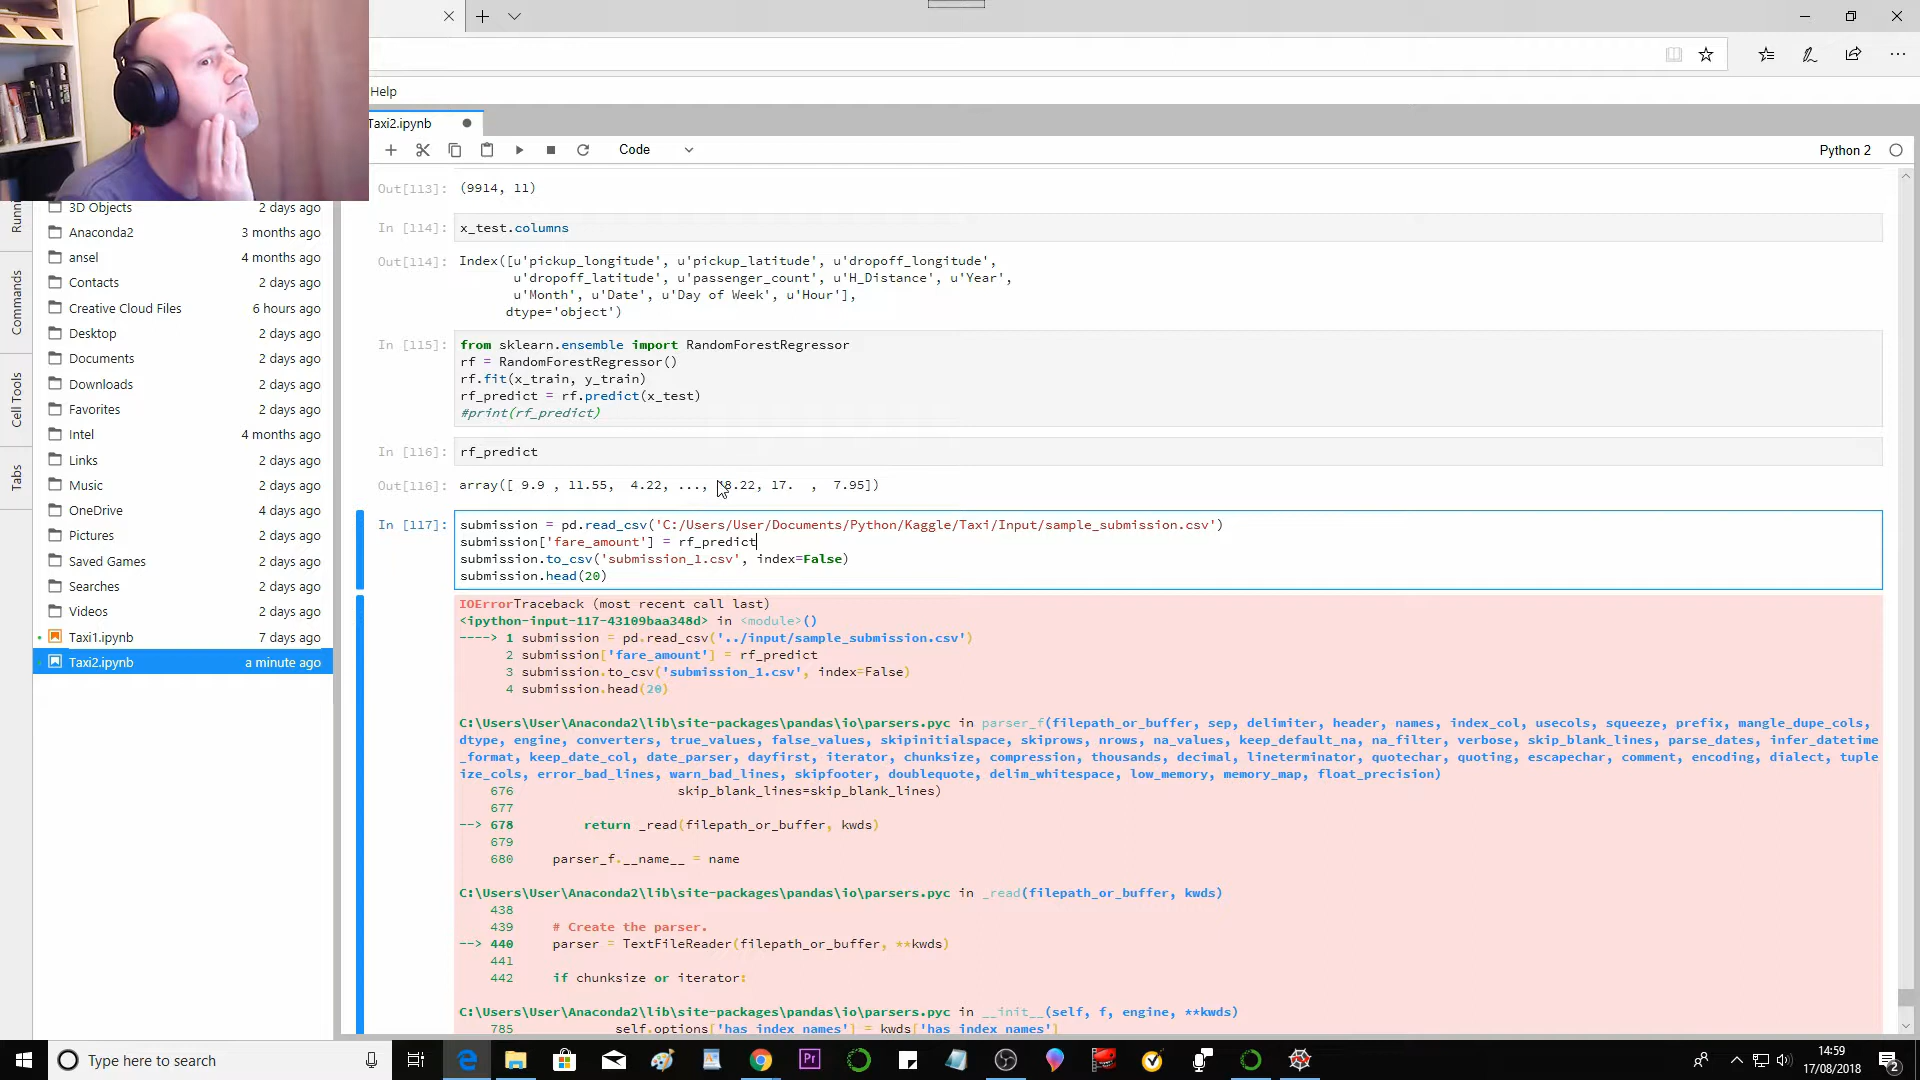 Help
Taxi2.ipynb
Code
Python 2
Out[113]: (9914, 11)
In [114]: x_test.columns
Out[114]: Index([u'pickup_longitude', u'pickup_latitude', u'dropoff_longitude',
u'dropoff_latitude', u'passenger_count', u'H_Distance', u'Year',
u'Month', u'Date', u'Day of Week', u'Hour'],
dtype='object')
In [115]: from sklearn.ensemble import RandomForestRegressor
rf = RandomForestRegressor()
rf.fit(x_train, y_train)
rf_predict = rf.predict(x_test)
#print(rf_predict)
In [116]: rf_predict
Out[116]: array([ 9.9 , 11.55, 4.22, ..., 8.22, 17. , 7.95])
In [117]: submission = pd.read_csv('C:/Users/User/Documents/Python/Kaggle/Taxi/Input/sample_submission.csv')
submission['fare_amount'] = rf_predict
submission.to_csv('submission_1.csv', index=False)
submission.head(20)
IOErrorTraceback (most recent call last)
<ipython-input-117-43109baa348d> in <module>()
----> 1 submission = pd.read_csv('../input/sample_submission.csv')
2 submission['fare_amount'] = rf_predict
3 submission.to_csv('submission_1.csv', index=False)
4 submission.head(20)
C:\Users\User\Anaconda2\lib\site-packages\pandas\io\parsers.pyc in parser_f(filepath_or_buffer, sep, delimiter, header, names, index_col, usecols, squeeze, prefix, mangle_dupe_cols,
dtype, engine, converters, true_values, false_values, skipinitialspace, skiprows, nrows, na_values, keep_default_na, na_filter, verbose, skip_blank_lines, parse_dates, infer_datetime
_format, keep_date_col, date_parser, dayfirst, iterator, chunksize, compression, thousands, decimal, lineterminator, quotechar, quoting, escapechar, comment, encoding, dialect, tuple
ize_cols, error_bad_lines, warn_bad_lines, skipfooter, doublequote, delim_whitespace, low_memory, memory_map, float_precision)
676 skip_blank_lines=skip_blank_lines)
677
--> 678 return _read(filepath_or_buffer, kwds)
679
680 parser_f.__name__ = name
C:\Users\User\Anaconda2\lib\site-packages\pandas\io\parsers.pyc in _read(filepath_or_buffer, kwds)
438
439 # Create the parser.
--> 440 parser = TextFileReader(filepath_or_buffer, **kwds)
441
442 if chunksize or iterator:
C:\Users\User\Anaconda2\lib\site-packages\pandas\io\parsers.pyc in __init__(self, f, engine, **kwds)
785 self.options['has_index_names'] = kwds['has_index_names']
Runn
Commands
Cell Tools
Tabs
3D Objects 2 days ago
Anaconda2 3 months ago
ansel 4 months ago
Contacts 2 days ago
Creative Cloud Files 6 hours ago
Desktop 2 days ago
Documents 2 days ago
Downloads 2 days ago
Favorites 2 days ago
Intel 4 months ago
Links 2 days ago
Music 2 days ago
OneDrive 4 months ago
Pictures 2 days ago
Saved Games 2 days ago
Searches 2 days ago
Videos 2 days ago
Taxi1.ipynb 7 days ago
Taxi2.ipynb a minute ago
Type here to search
Pr
14:59
17/08/2018
2